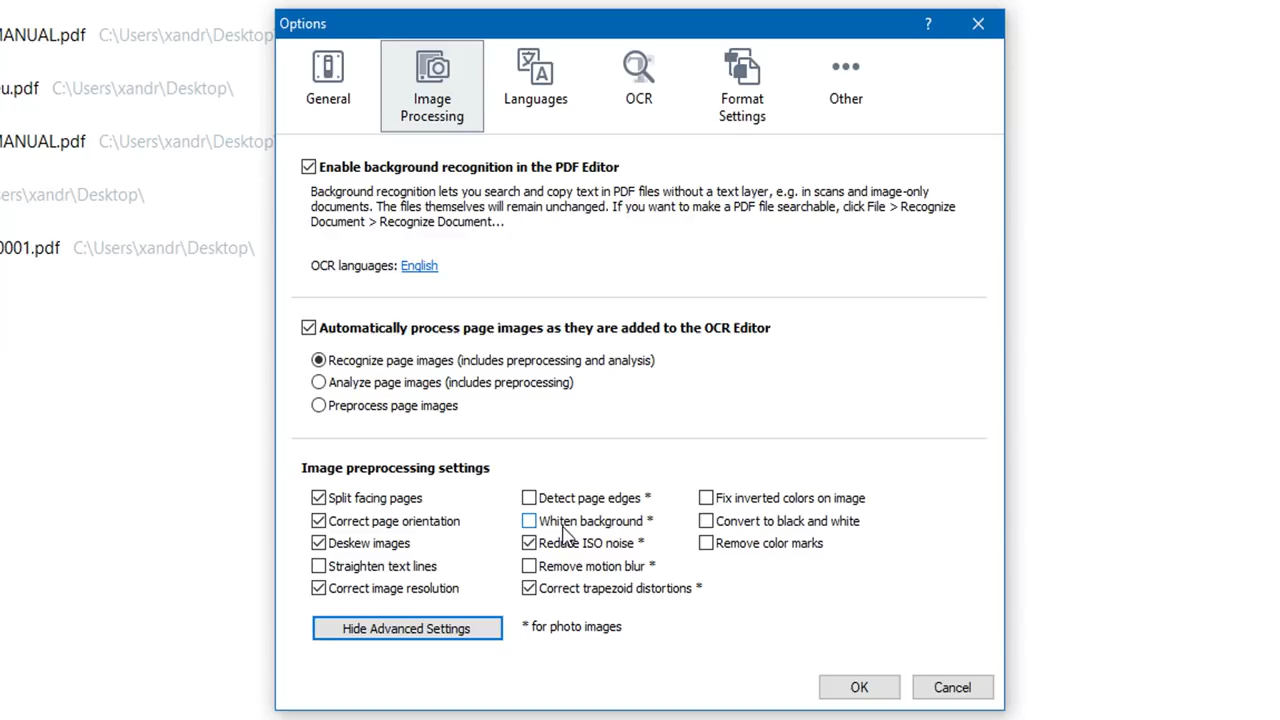 Options
?
General
Image
Processing
Languages
OCR
Format
Settings
Other
MANUAL.pdf C:\Users\xandr\Desktop
u.pdf C:\Users\xandr\Desktop\
MANUAL.pdf C:\Users\xandr\Desktop
ers\xandr\Desktop\
0001.pdf C:\Users\xandr\Desktop\
Enable background recognition in the PDF Editor
Background recognition lets you search and copy text in PDF files without a text layer, e.g. in scans and image-only
documents. The files themselves will remain unchanged. If you want to make a PDF file searchable, click File > Recognize
Document > Recognize Document...
OCR languages: English
Automatically process page images as they are added to the OCR Editor
Recognize page images (includes preprocessing and analysis)
Analyze page images (includes preprocessing)
Preprocess page images
Image preprocessing settings
Split facing pages
Correct page orientation
Deskew images
Straighten text lines
Correct image resolution
Detect page edges *
Whiten background *
Reduce ISO noise *
Remove motion blur *
Correct trapezoid distortions *
Fix inverted colors on image
Convert to black and white
Remove color marks
Hide Advanced Settings
* for photo images
OK
Cancel